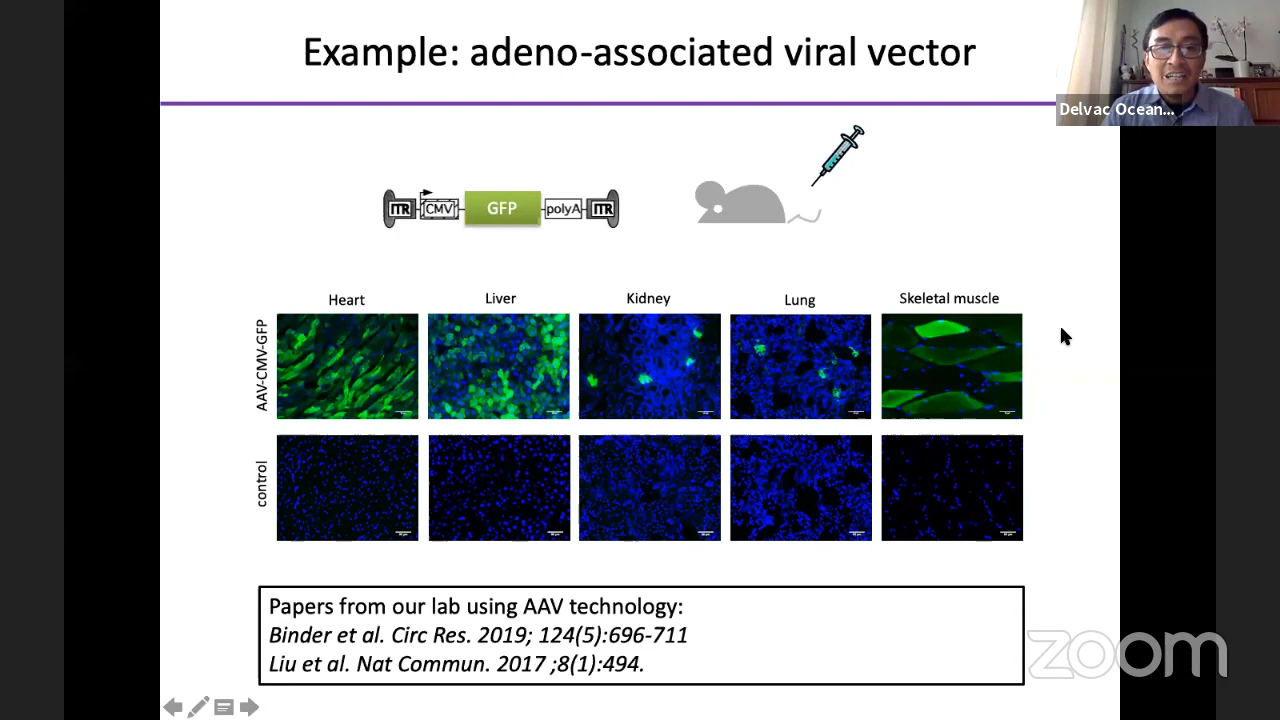 Example: adeno-associated viral vector
Delvac Ocean...
ITR CMV GFP polyA ITR
Heart Liver Kidney Lung Skeletal muscle
AAV-CMV-GFP
control
Papers from our lab using AAV technology:
Binder et al. Circ Res. 2019; 124(5):696-711
Liu et al. Nat Commun. 2017 ;8(1):494.
zoom